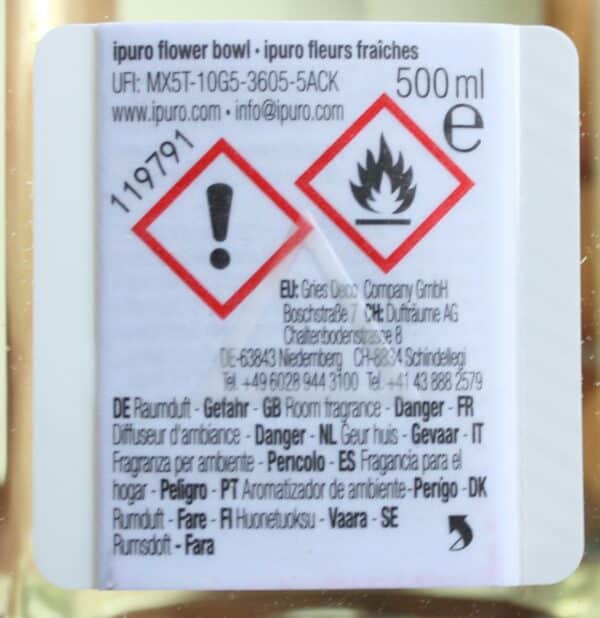 ipuro flower bowl · ipuro fleurs fraîches
UFI: MX5T-10G5-3605-5ACK
500 ml
www.ipuro.com · info@ipuro.com
e
119791
EU: Gries Deco Company GmbH
Boschstraße 7 CH: Dufträume AG
Chaltenbodenstrasse 8
DE-63843 Niedernberg CH-8834 Schindellegi
Tel. +49 6028 944 3100 Tel. +41 43 888 2579
DE Raumduft - Gefahr - GB Room fragrance - Danger - FR
Diffuseur d'ambiance - Danger - NL Geur huis - Gevaar - IT
Fragranza per ambiente - Pericolo - ES Fragancia para el
hogar - Peligro - PT Aromatizador de ambiente-Perigo -DK
Rumduft - Fare - FI Huonetuoksu - Vaara - SE
Rumsdoft - Fara